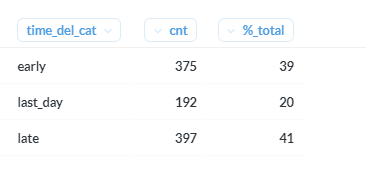 time_del_cat cnt %_total
early 375 39
last_day 192 20
late 397 41